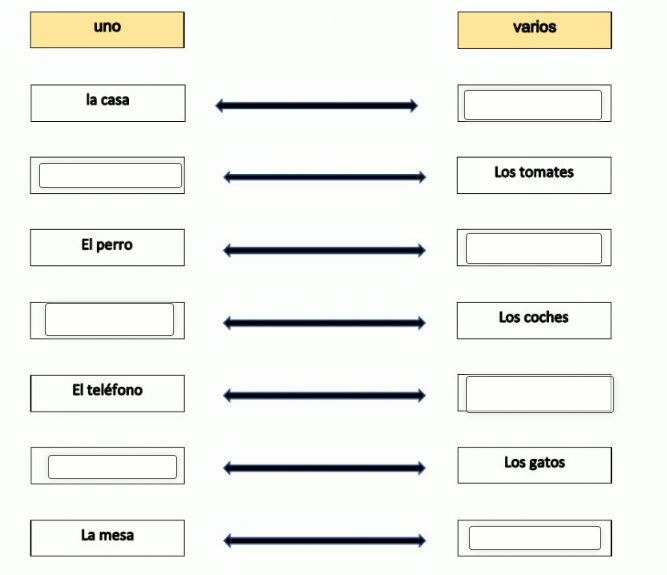 uno
varios
la casa
Los tomates
El perro
Los coches
El teléfono
Los gatos
La mesa